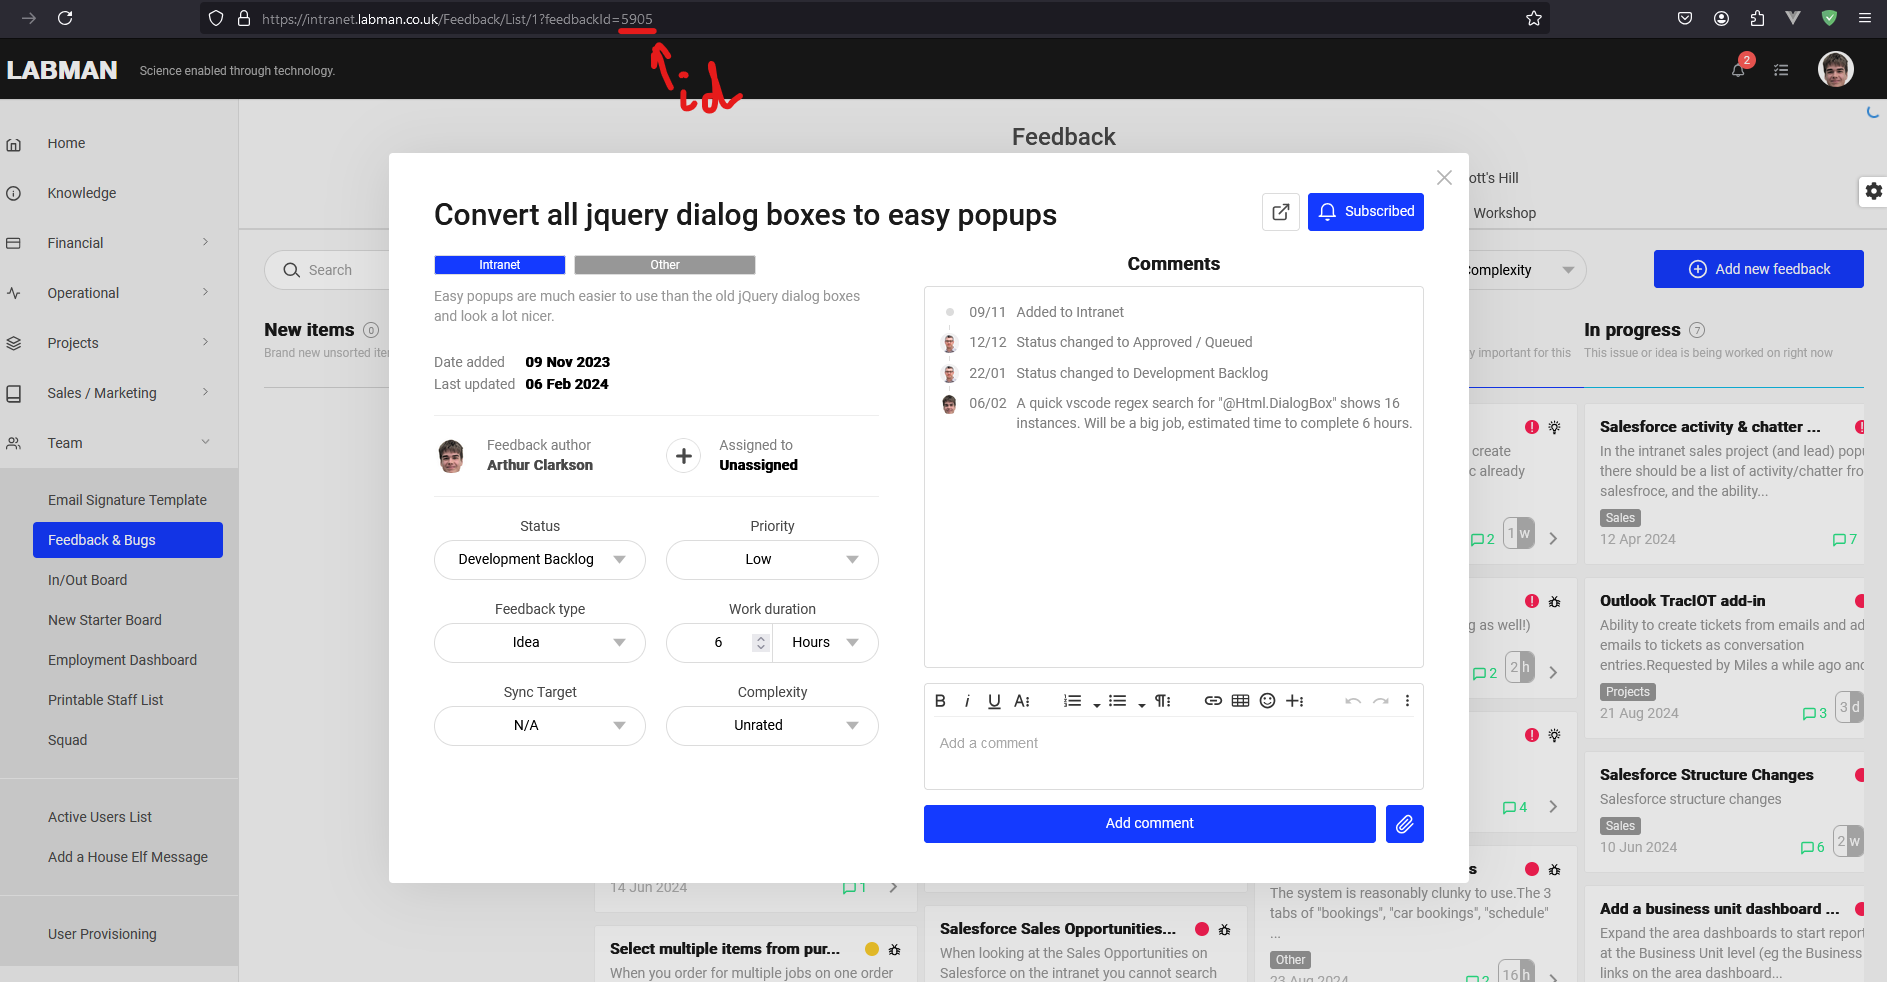 https://intranet.labman.co.uk/Feedback/List/1?feedbackId=5905
id
LABMAN
Science enabled through technology.
2
Home
Knowledge
Financial
Operational
Projects
Sales / Marketing
Team
Email Signature Template
Feedback & Bugs
In/Out Board
New Starter Board
Employment Dashboard
Printable Staff List
Squad
Active Users List
Add a House Elf Message
User Provisioning
Feedback
ott's Hill
Workshop
Search
Complexity
Add new feedback
New items 0
Brand new unsorted ite
Convert all jquery dialog boxes to easy popups
Subscribed
Intranet
Other
Easy popups are much easier to use than the old jQuery dialog boxes
and look a lot nicer.
Date added 09 Nov 2023
Last updated 06 Feb 2024
Feedback author
Arthur Clarkson
Assigned to
Unassigned
Status
Development Backlog
Priority
Low
Feedback type
Idea
Work duration
6 Hours
Sync Target
N/A
Complexity
Unrated
Comments
09/11 Added to Intranet
12/12 Status changed to Approved / Queued
22/01 Status changed to Development Backlog
06/02 A quick vscode regex search for "@Html.DialogBox" shows 16
instances. Will be a big job, estimated time to complete 6 hours.
B i U A
Add a comment
Add comment
14 Jun 2024
1
Select multiple items from pur...
When you order for multiple jobs on one order
Salesforce Sales Opportunities...
When looking at the Sales Opportunities on
Salesforce on the intranet you cannot search
y important for this
create
c already
2 1 w
g as well!)
2 2 h
4
s
The system is reasonably clunky to use.The 3
tabs of "bookings", "car bookings", "schedule"
...
Other
23 Aug 2024
2 16 h
In progress 7
This issue or idea is being worked on right now
Salesforce activity & chatter ...
In the intranet sales project (and lead) popu
there should be a list of activity/chatter fro
salesfroce, and the ability...
Sales
12 Apr 2024
7
Outlook TracIOT add-in
Ability to create tickets from emails and ad
emails to tickets as conversation
entries.Requested by Miles a while ago and
Projects
21 Aug 2024
3 3 d
Salesforce Structure Changes
Salesforce structure changes
Sales
10 Jun 2024
6 2 w
Add a business unit dashboard ...
Expand the area dashboards to start report
at the Business Unit level (eg the Business
links on the area dashboard...